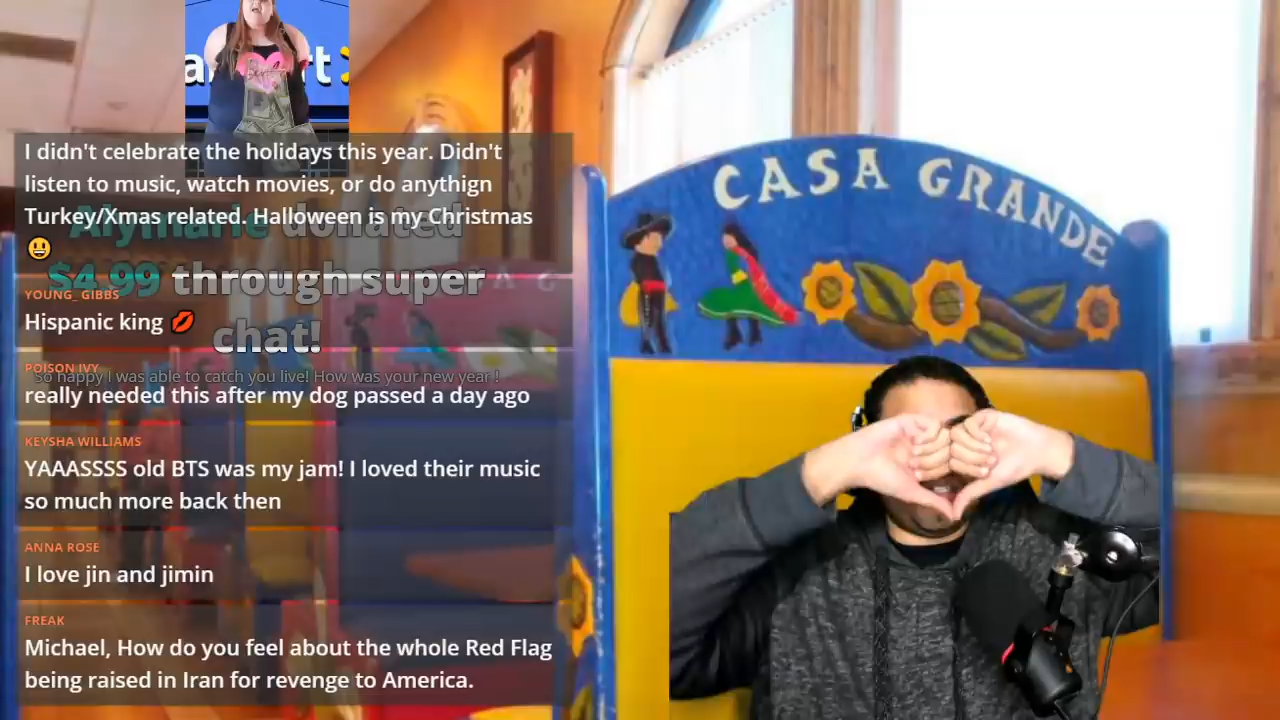 I didn't celebrate the holidays this year. Didn't
listen to music, watch movies, or do anythign
Turkey/Xmas related. Halloween is my Christmas
Alymarie donated
$4.99 through super
chat!
So happy I was able to catch you live! How was your new year !
YOUNG_GIBBS
Hispanic king
POISON IVY
really needed this after my dog passed a day ago
KEYSHA WILLIAMS
YAAASSSS old BTS was my jam! I loved their music
so much more back then
ANNA ROSE
I love jin and jimin
FREAK
Michael, How do you feel about the whole Red Flag
being raised in Iran for revenge to America.
CASA GRANDE